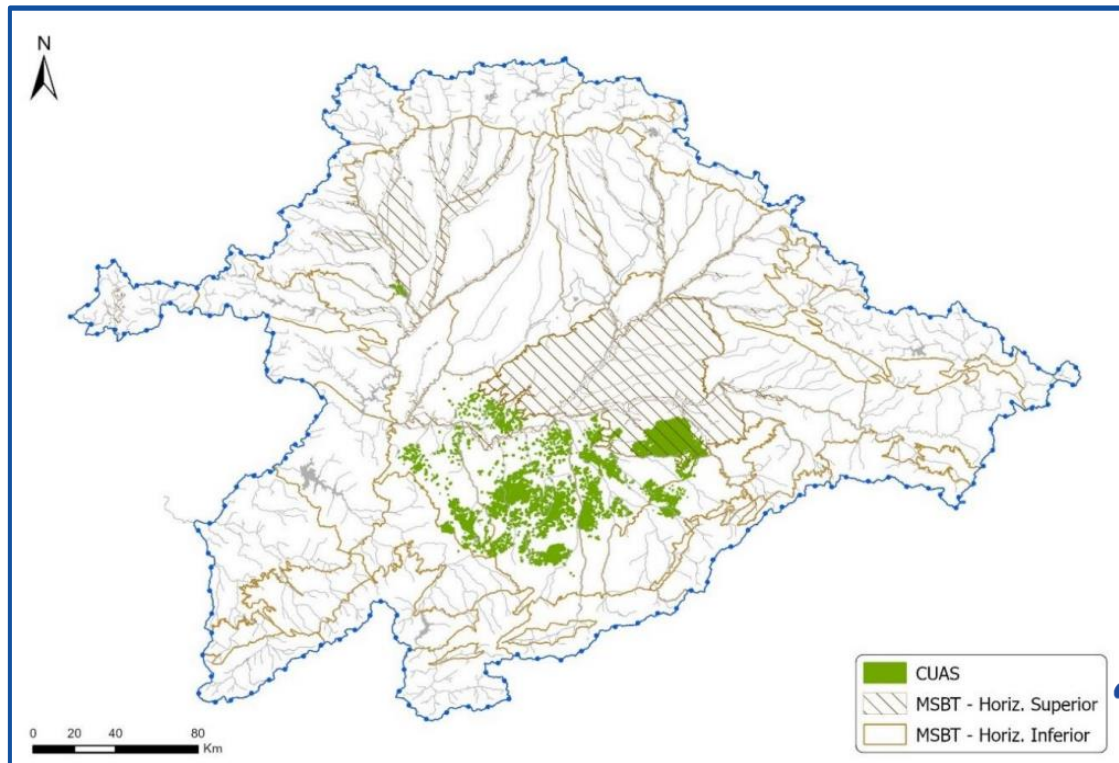 N
CUAS
MSBT - Horiz. Superior
MSBT - Horiz. Inferior
0 20 40 80
Km